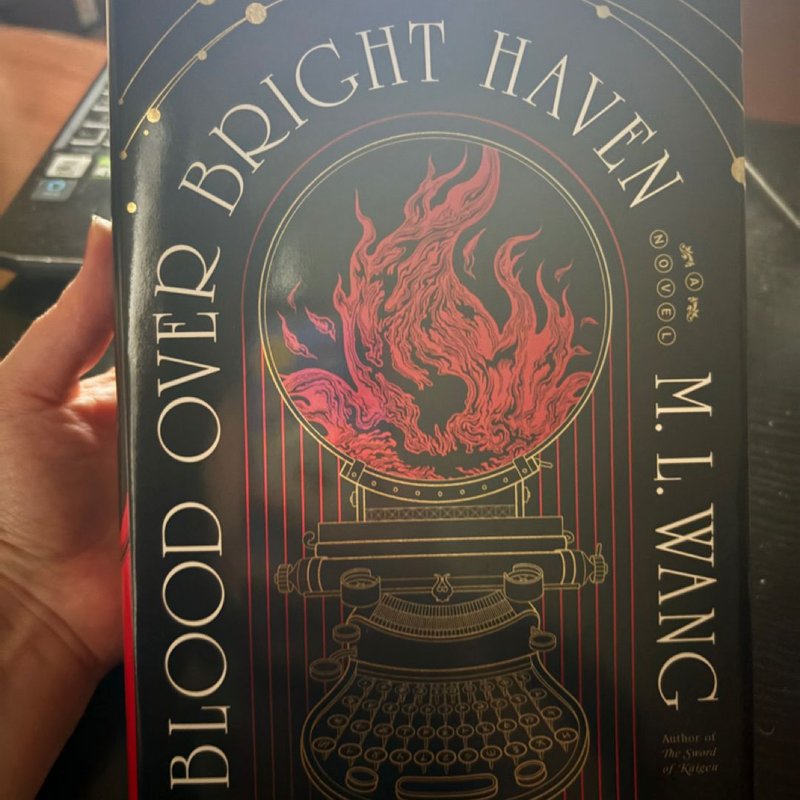 BLOOD OVER BRIGHT HAVEN
A
NOVEL
M. L. WANG
Author of
The Sword
of Kaigen